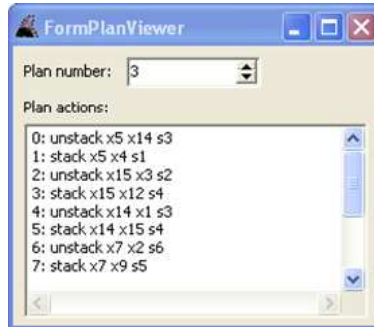 FormPlanViewer
Plan number: 3
Plan actions:
0: unstack x5 x14 s3
1: stack x5 x4 s1
2: unstack x15 x3 s2
3: stack x15 x12 s4
4: unstack x14 x1 s3
5: stack x14 x15 s4
6: unstack x7 x2 s6
7: stack x7 x9 s5